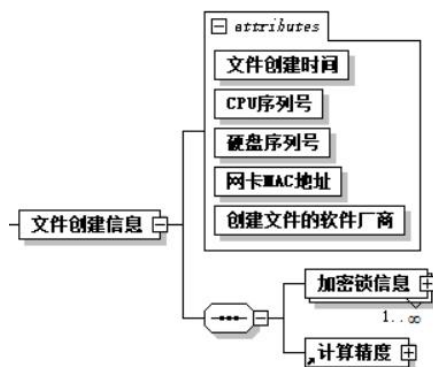 attributes
文件创建时间
CPU序列号
硬盘序列号
网卡MAC地址
创建文件的软件厂商
文件创建信息
加密锁信息
1..∞
计算精度